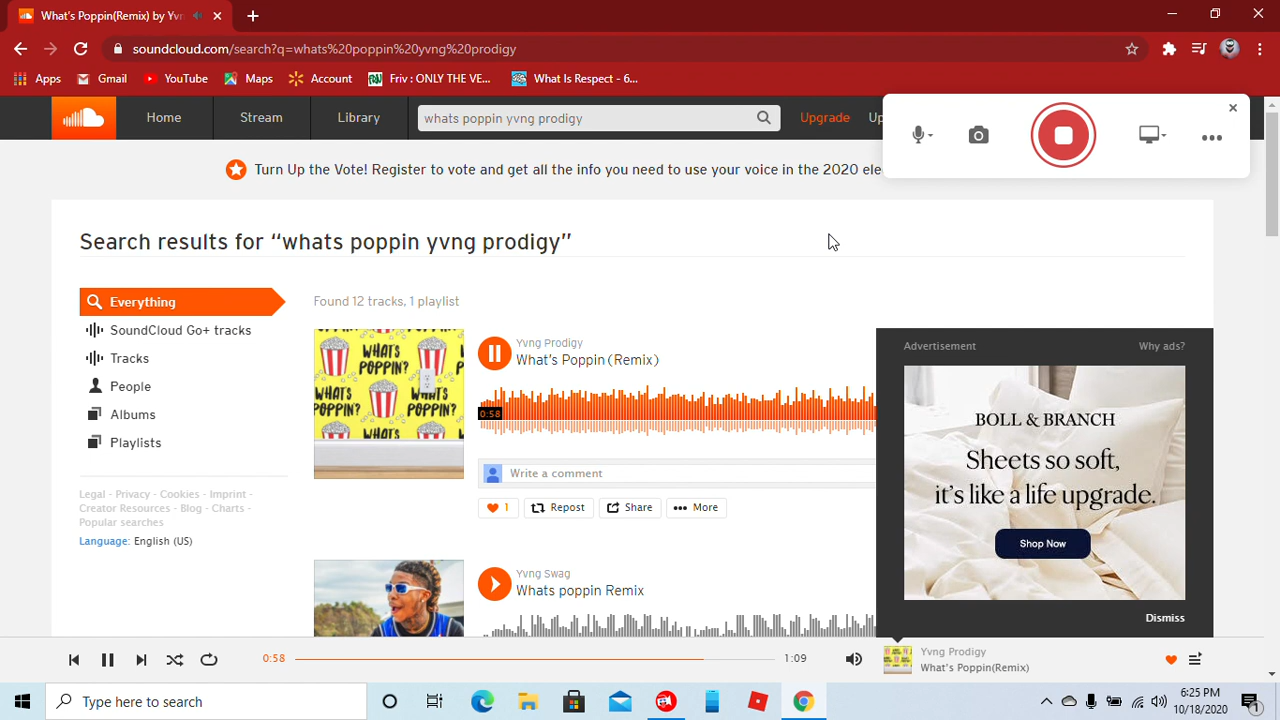 What's Poppin(Remix) by Yvn
soundcloud.com/search?q=whats%20poppin%20yvng%20prodigy
Apps Gmail YouTube Maps Account Friv : ONLY THE VE... What Is Respect - 6...
Home Stream Library whats poppin yvng prodigy Upgrade Up
Turn Up the Vote! Register to vote and get all the info you need to use your voice in the 2020 ele
Search results for “whats poppin yvng prodigy”
Everything
SoundCloud Go+ tracks
Tracks
People
Albums
Playlists
Legal - Privacy - Cookies - Imprint -
Creator Resources - Blog - Charts -
Popular searches
Language: English (US)
Found 12 tracks, 1 playlist
WHAT'S POPPIN?
WHAT'S POPPIN?
WHAT'S
Yvng Prodigy
What's Poppin(Remix)
0:58
Write a comment
1 Repost Share More
Yvng Swag
Whats poppin Remix
Advertisement Why ads?
BOLL & BRANCH
Sheets so soft,
it's like a life upgrade.
Shop Now
Dismiss
0:58 1:09
Yvng Prodigy
What's Poppin(Remix)
Type here to search
6:25 PM
10/18/2020
1